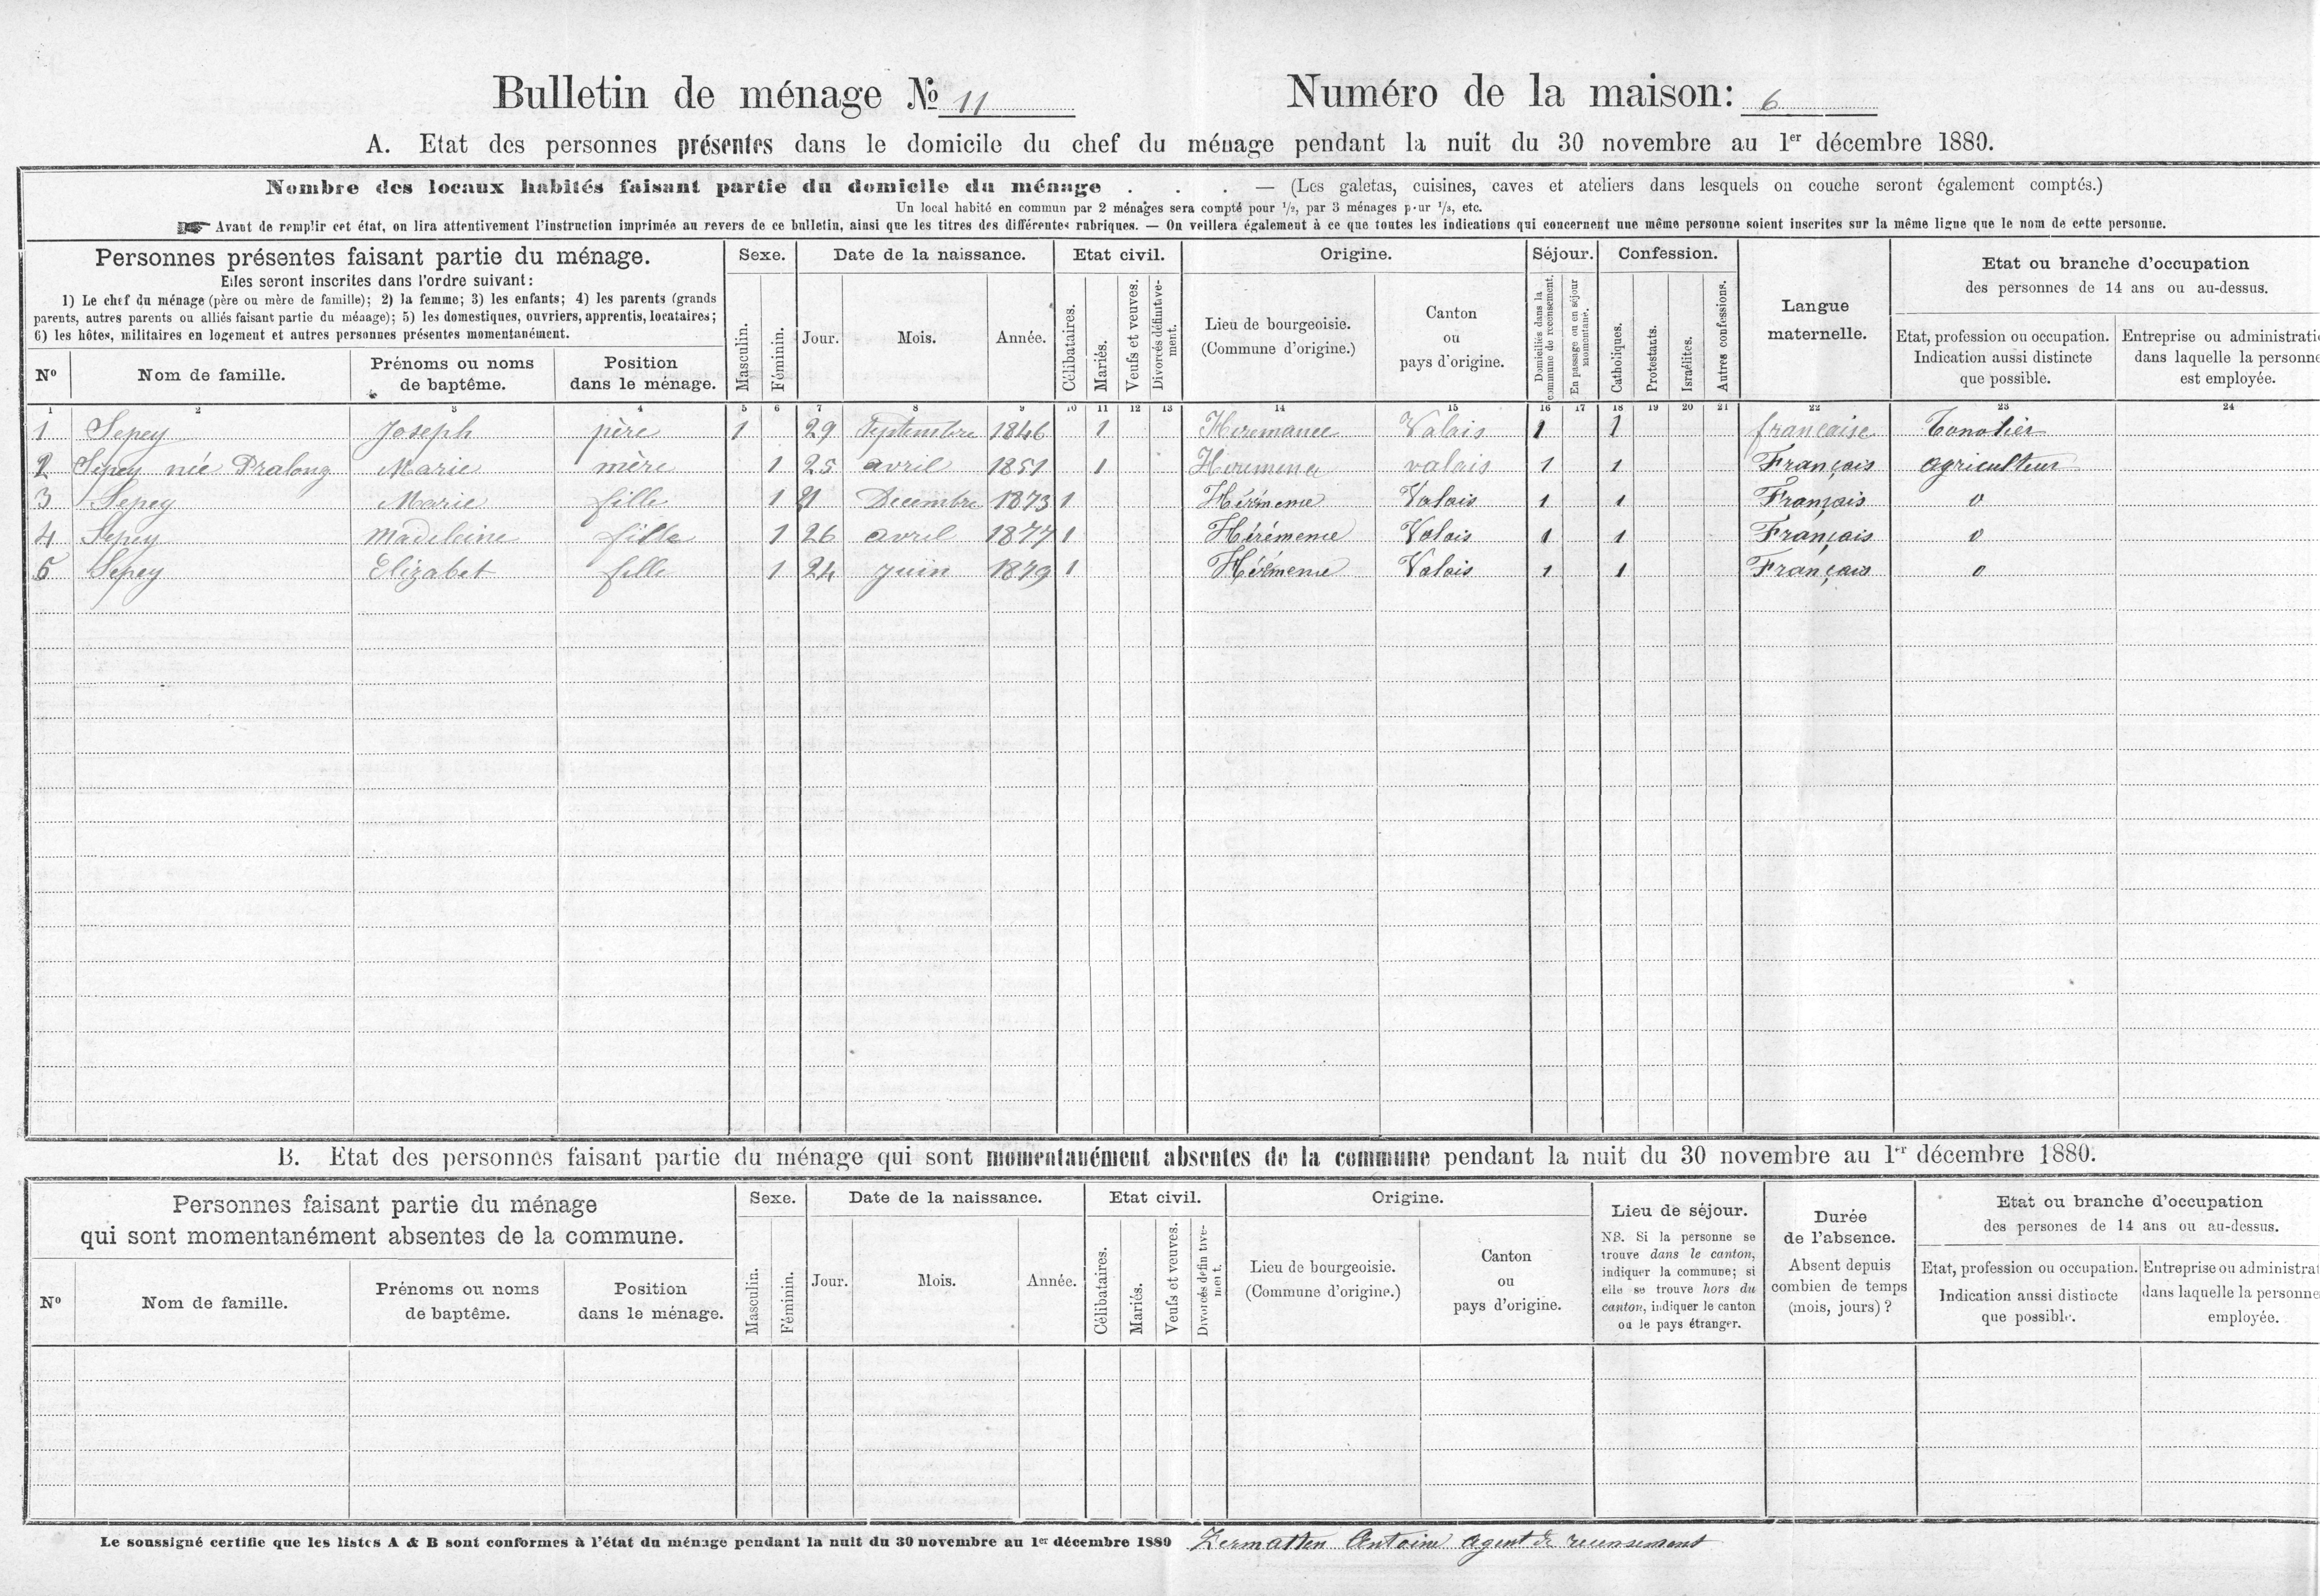 Bulletin de ménage No 11 Numéro de la maison: 6
A. Etat des personnes présentes dans le domicile du chef du ménage pendant la nuit du 30 novembre au 1er décembre 1880.
Nombre des locaux habités faisant partie du domicile du ménage . . . — (Les galetas, cuisines, caves et ateliers dans lesquels on couche seront également comptés.)
Un local habité en commun par 2 ménages sera compté pour 1/2, par 3 ménages pour 1/3, etc.
Avant de remplir cet état, on lira attentivement l'instruction imprimée au revers de ce bulletin, ainsi que les titres des différentes rubriques. — On veillera également à ce que toutes les indications qui concernent une même personne soient inscrites sur la même ligne que le nom de cette personne.
Personnes présentes faisant partie du ménage. Sexe. Date de la naissance. Etat civil. Origine. Séjour. Confession. Langue maternelle. Etat ou branche d'occupation
des personnes de 14 ans ou au-dessus.
Elles seront inscrites dans l'ordre suivant:
1) Le chef du ménage (père ou mère de famille); 2) la femme; 3) les enfants; 4) les parents (grands
parents, autres parents ou alliés faisant partie du ménage); 5) les domestiques, ouvriers, apprentis, locataires;
6) les hôtes, militaires en logement et autres personnes présentes momentanément.
No Nom de famille. Prénoms ou noms de baptême. Position dans le ménage. Masculin. Féminin. Jour. Mois. Année. Célibataires. Mariés. Veufs et veuves. Divorcés définitivement. Lieu de bourgeoisie. (Commune d'origine.) Canton ou pays d'origine. Domiciliés dans la commune de recensement. En passage ou en séjour momentané. Catholiques. Protestants. Israélites. Autres confessions. Etat, profession ou occupation. Indication aussi distincte que possible. Entreprise ou administrati dans laquelle la personne est employée.
1 2 3 4 5 6 7 8 9 10 11 12 13 14 15 16 17 18 19 20 21 22 23 24
1 Sepey Joseph père 1 29 Septembre 1846 1 Heremance Valais 1 1 française
2 Sepey née Pralong Marie mère 1 25 avril 1851 1 valais 1 1 Français agriculteur
3 Sepey Marie fille 1 Decembre 1873 1 Hérémence Valais 1 1 Français 0
4 Sepey Madeleine fille 1 26 avril 1877 1 Hérémence Valais 1 1 Français 0
5 Sepey Elizabet fille 1 24 juin 1879 1 Hérémence Valais 1 1 Français 0
B. Etat des personnes faisant partie du ménage qui sont momentanément absentes de la commune pendant la nuit du 30 novembre au 1er décembre 1880.
Personnes faisant partie du ménage
qui sont momentanément absentes de la commune.
Sexe. Date de la naissance. Etat civil. Origine. Lieu de séjour. Durée de l'absence. Etat ou branche d'occupation
des persones de 14 ans ou au-dessus.
NB. Si la personne se trouve dans le canton, indiquer la commune; si elle se trouve hors du canton, indiquer le canton ou le pays étranger.
Absent depuis combien de temps (mois, jours)?
No Nom de famille. Prénoms ou noms de baptême. Position dans le ménage. Masculin. Féminin. Jour. Mois. Année. Célibataires. Mariés. Veufs et veuves. Divorcés définitivement. Lieu de bourgeoisie. (Commune d'origine.) Canton ou pays d'origine. Etat, profession ou occupation. Indication aussi distincte que possible. Entreprise ou administrat dans laquelle la personne employée.
Le soussigné certifie que les listes A & B sont conformes à l'état du ménage pendant la nuit du 30 novembre au 1er décembre 1880 Zermatten Antoine agent de recensement